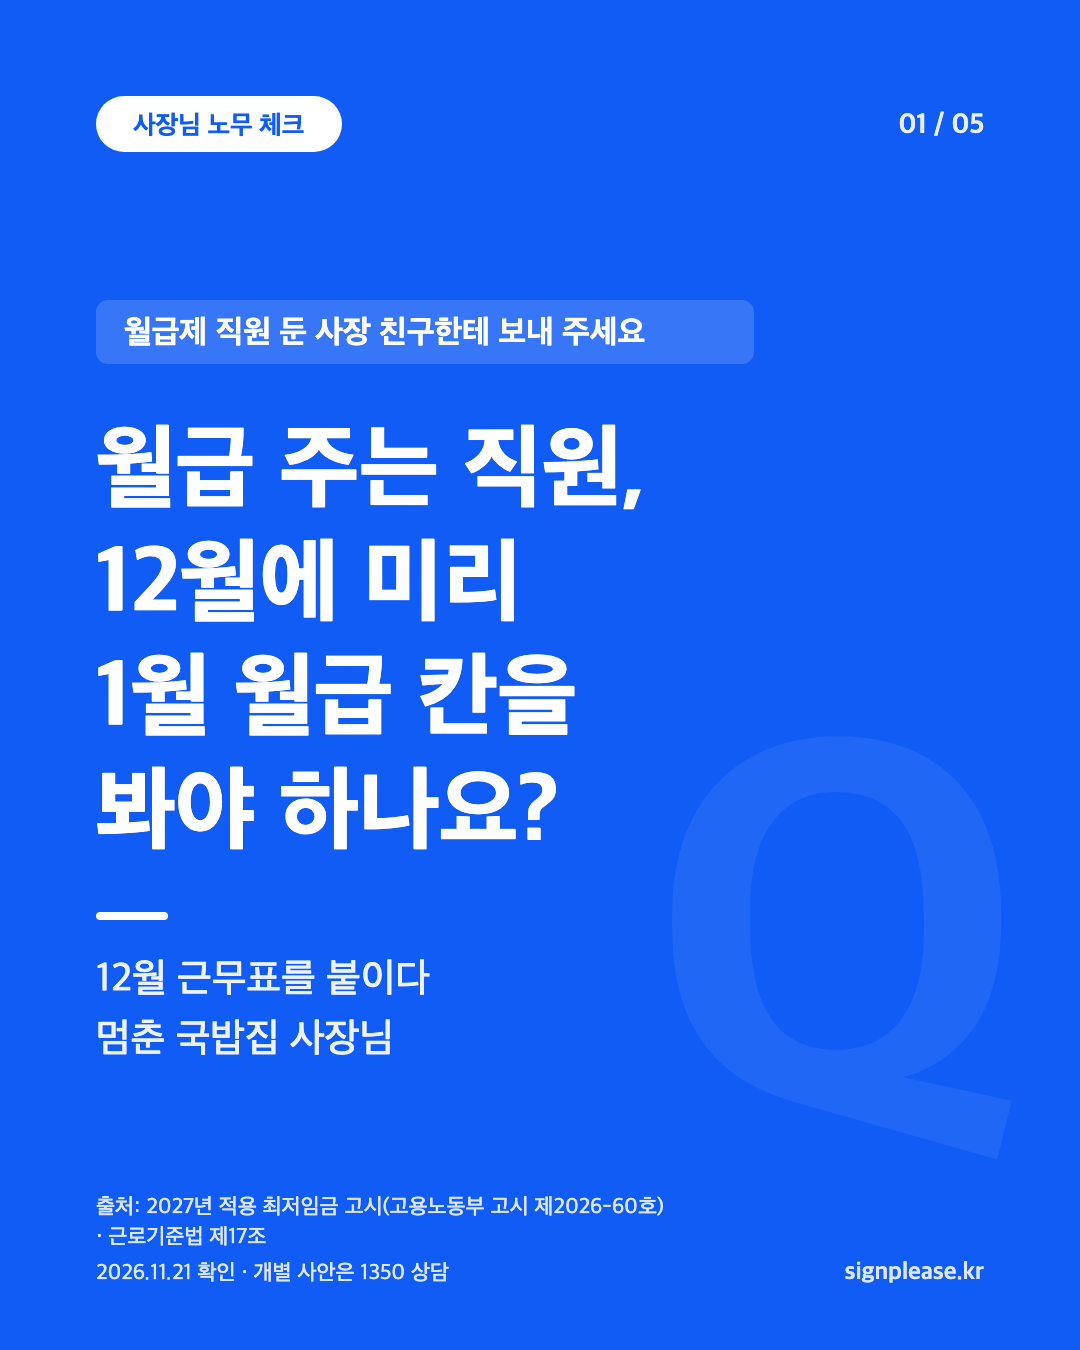 사장님 노무 체크
01 / 05
월급제 직원 둔 사장 친구한테 보내 주세요
월급 주는 직원,
12월에 미리
1월 월급 칸을
봐야 하나요?
12월 근무표를 붙이다
멈춘 국밥집 사장님
Q
출처: 2027년 적용 최저임금 고시(고용노동부 고시 제2026-60호)
· 근로기준법 제17조
2026.11.21 확인 · 개별 사안은 1350 상담
signplease.kr